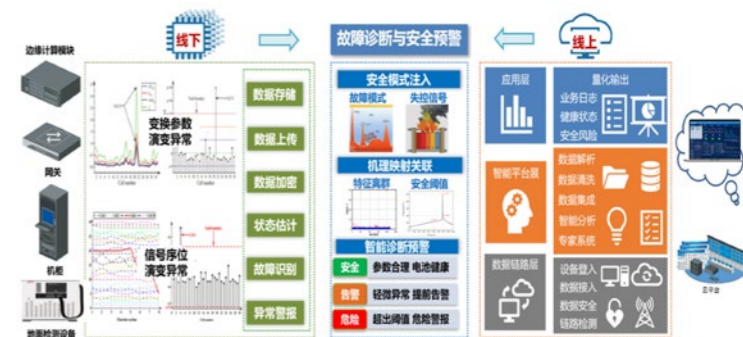 线下
故障诊断与安全预警
线上
边缘计算模块
网关
机柜
地面检测设备
变换参数
演变异常
信号序位
演变异常
数据存储
数据上传
数据加密
状态估计
故障识别
异常警报
安全模式注入
故障模式
失控信号
机理映射关联
特征离群
安全阈值
智能诊断预警
安全 参数合理 电池健康
告警 轻微异常 提前告警
危险 超出阈值 危险警报
应用层
量化输出
业务日志
健康状态
安全风险
智能平台层
数据解析
数据清洗
数据集成
智能分析
专家系统
数据链路层
设备登入
数据接入
数据安全
链路检测
云平台